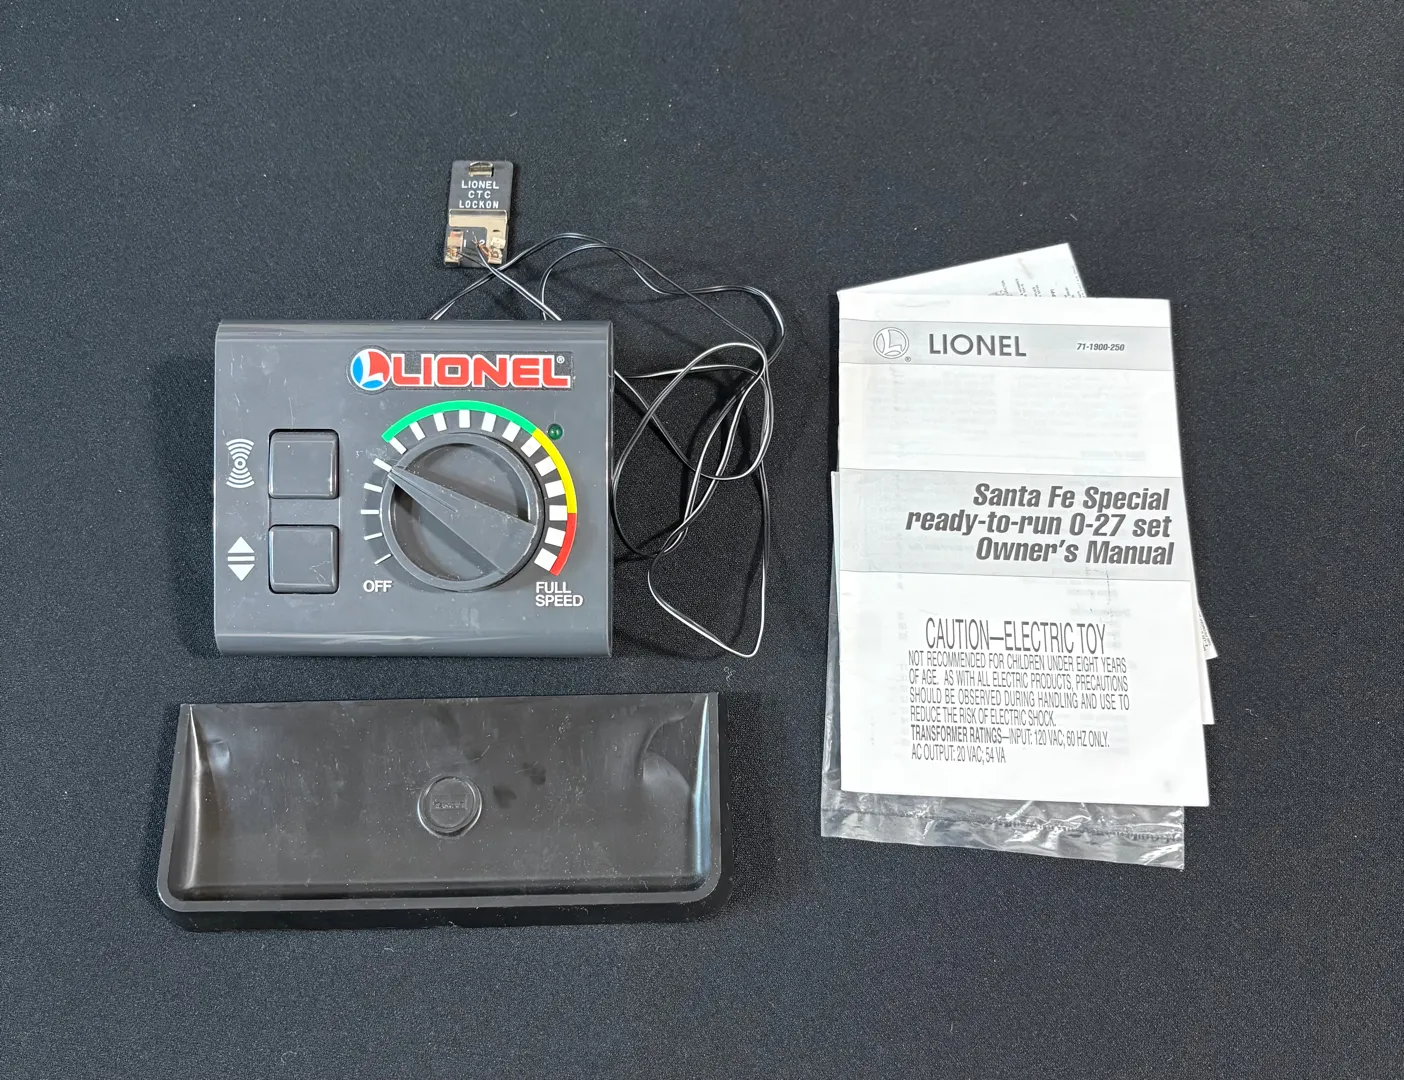 LIONEL
CTC
LOCKON
1 2
LIONEL®
OFF
FULL
SPEED
LIONEL
®
71-1900-250
Santa Fe Special
ready-to-run O-27 set
Owner's Manual
CAUTION—ELECTRIC TOY
NOT RECOMMENDED FOR CHILDREN UNDER EIGHT YEARS
OF AGE. AS WITH ALL ELECTRIC PRODUCTS, PRECAUTIONS
SHOULD BE OBSERVED DURING HANDLING AND USE TO
REDUCE THE RISK OF ELECTRIC SHOCK.
TRANSFORMER RATINGS—INPUT: 120 VAC; 60 HZ ONLY.
AC OUTPUT: 20 VAC; 54 VA